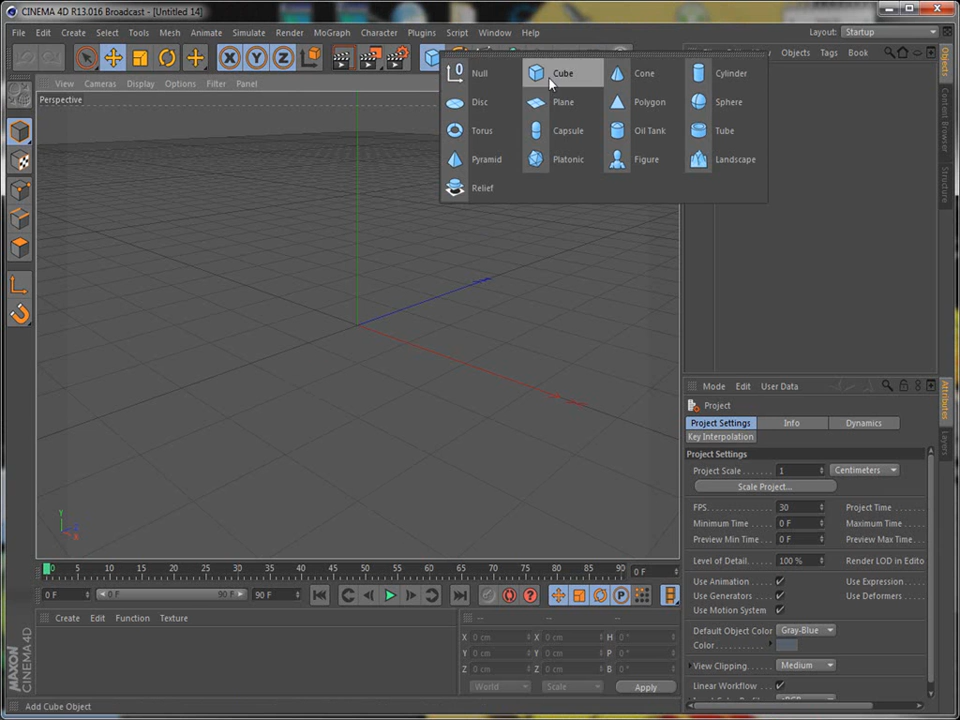 CINEMA 4D R13.016 Broadcast - [Untitled 14]
File Edit Create Select Tools Mesh Animate Simulate Render MoGraph Character Plugins Script Window Help Layout: Startup
X Y Z Objects Tags Book
View Cameras Display Options Filter Panel
Perspective
0 Null Cube Cone Cylinder
Disc Plane Polygon Sphere
Torus Capsule Oil Tank Tube
Pyramid Platonic Figure Landscape
Relief
Objects
Content Browser
Structure
Y
X
Mode Edit User Data
Attributes
Layers
Project
Project Settings Info Dynamics
Key Interpolation
Project Settings
Project Scale 1 Centimeters
Scale Project...
FPS 30 Project Time
Minimum Time 0 F Maximum Time
Preview Min Time 0 F Preview Max Time
Level of Detail 100 % Render LOD in Edito
Use Animation Use Expression
Use Generators Use Deformers
Use Motion System
Default Object Color Gray-Blue
Color
View Clipping Medium
Linear Workflow
0 5 10 15 20 25 30 35 40 45 50 55 60 65 70 75 80 85 90 0 F
0 F 0 F 90 F 90 F P
Create Edit Function Texture
X 0 cm X 0 cm H 0 °
Y 0 cm Y 0 cm P 0 °
Z 0 cm Z 0 cm B 0 °
World Scale Apply
MAXON CINEMA 4D
Add Cube Object